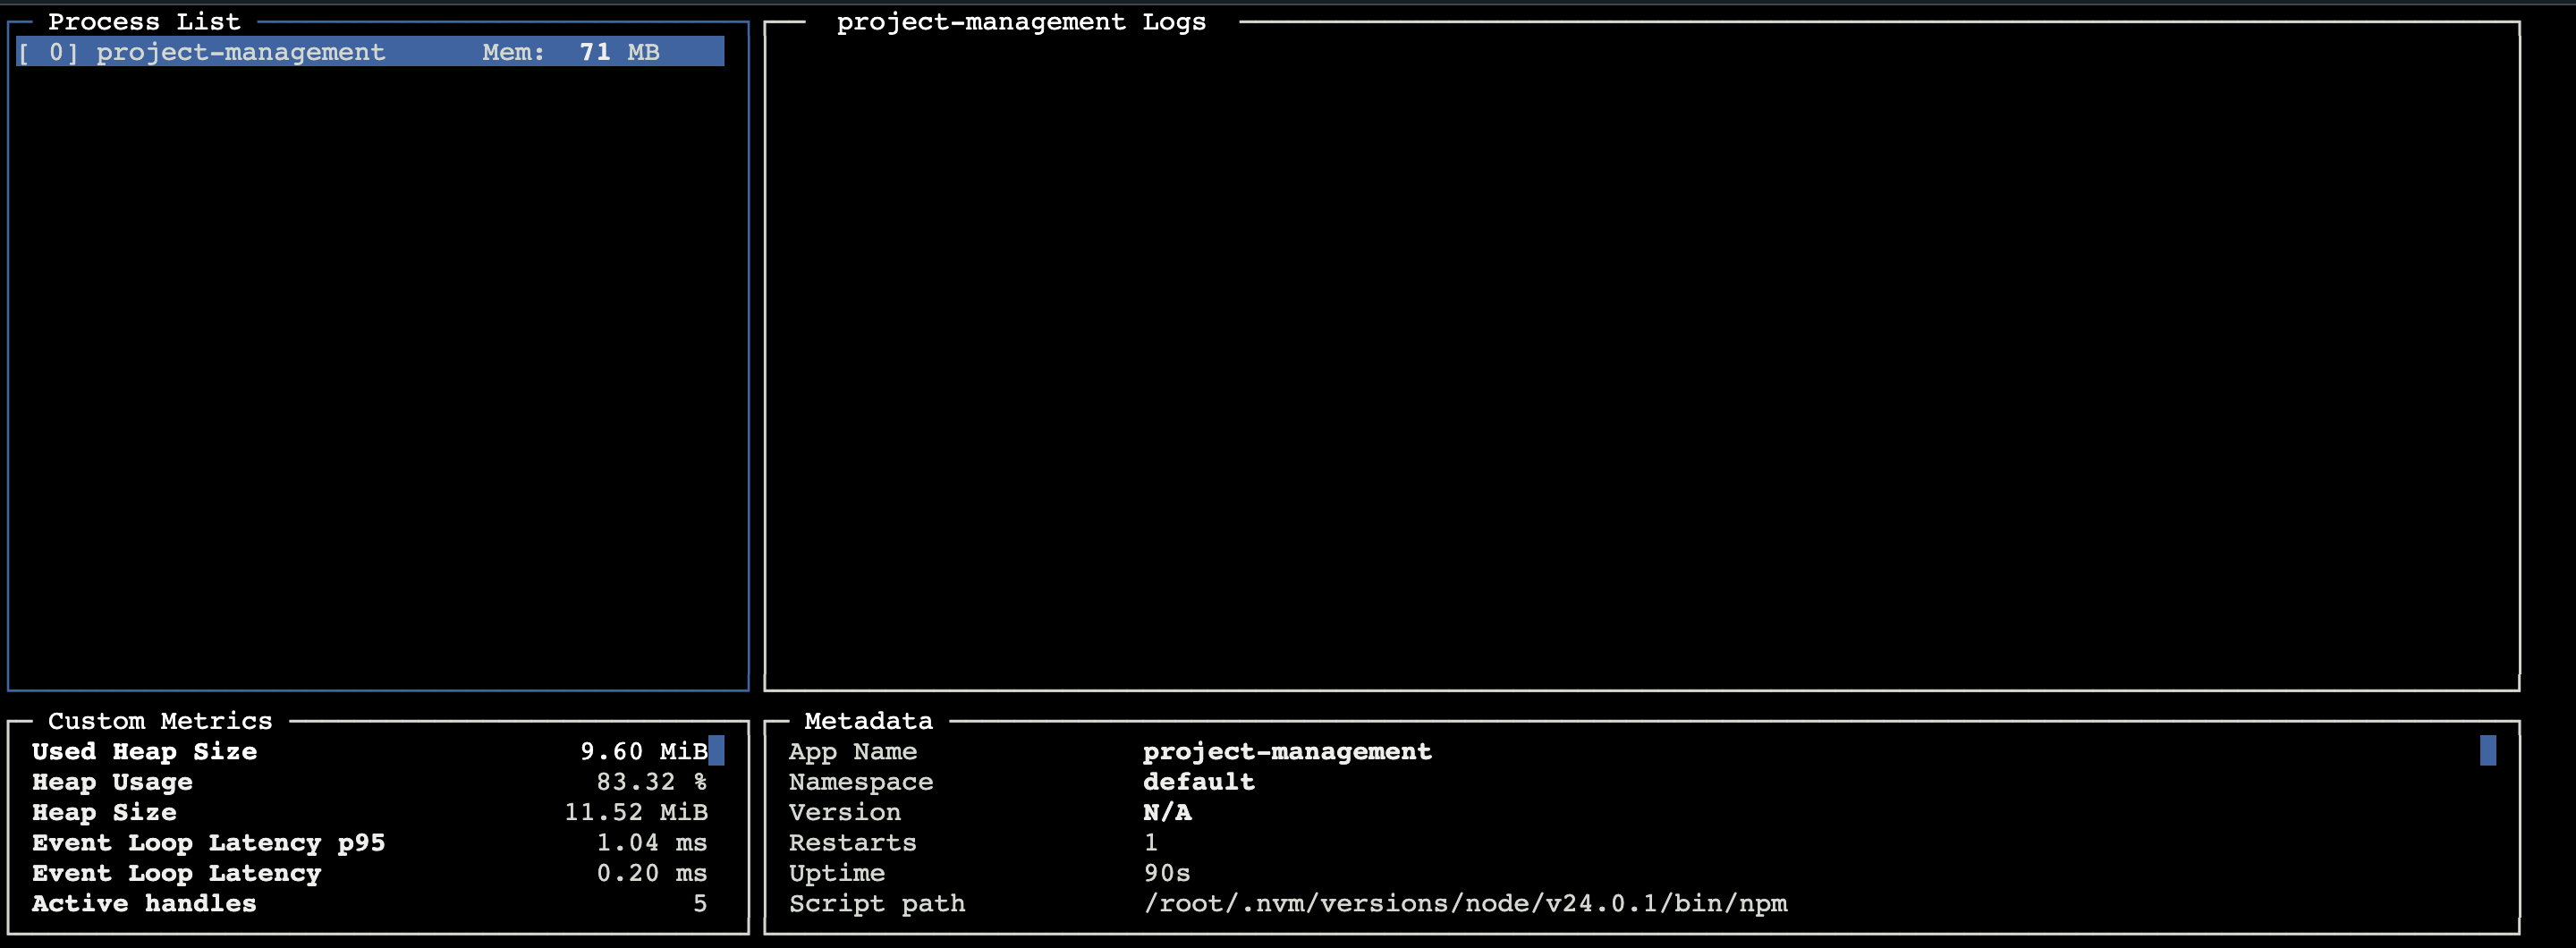 Process List
[ 0] project-management Mem: 71 MB
project-management Logs
Custom Metrics
Used Heap Size 9.60 MiB
Heap Usage 83.32 %
Heap Size 11.52 MiB
Event Loop Latency p95 1.04 ms
Event Loop Latency 0.20 ms
Active handles 5
Metadata
App Name project-management
Namespace default
Version N/A
Restarts 1
Uptime 90s
Script path /root/.nvm/versions/node/v24.0.1/bin/npm